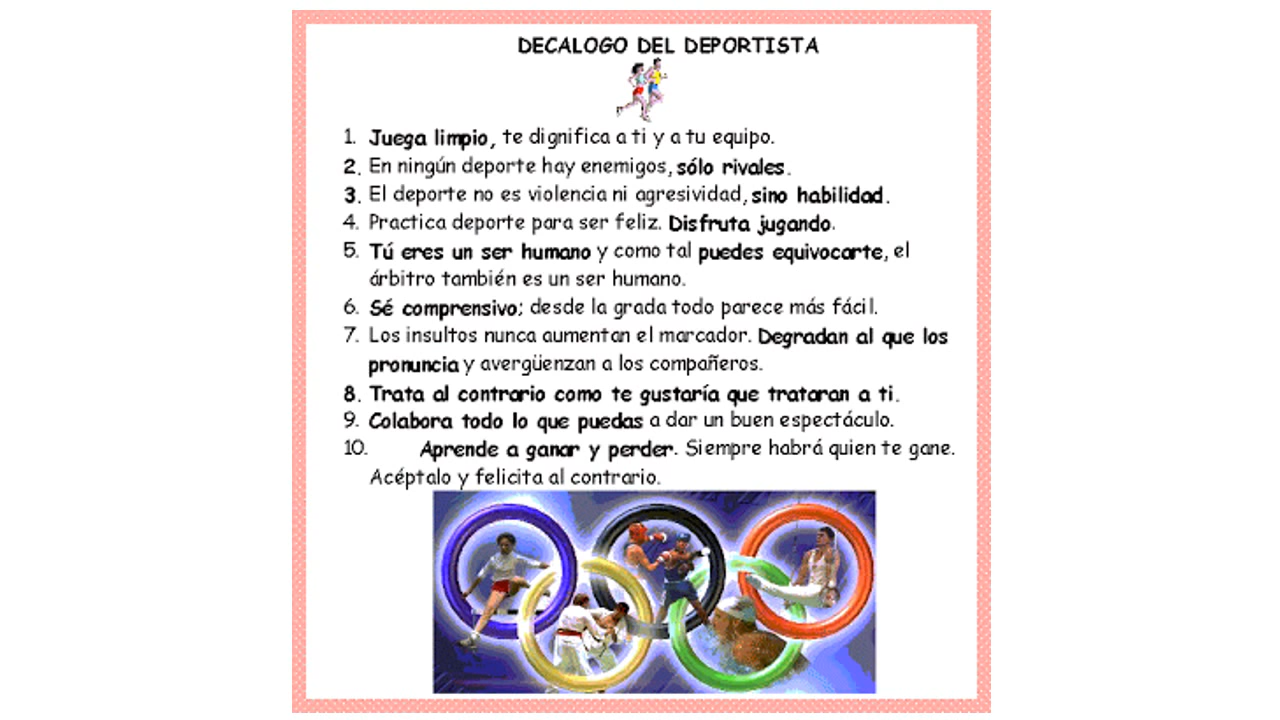 DECALOGO DEL DEPORTISTA
1. Juega limpio, te dignifica a ti y a tu equipo.
2. En ningún deporte hay enemigos, sólo rivales.
3. El deporte no es violencia ni agresividad, sino habilidad.
4. Practica deporte para ser feliz. Disfruta jugando.
5. Tú eres un ser humano y como tal puedes equivocarte, el
árbitro también es un ser humano.
6. Sé comprensivo; desde la grada todo parece más fácil.
7. Los insultos nunca aumentan el marcador. Degradan al que los
pronuncia y avergüenzan a los compañeros.
8. Trata al contrario como te gustaría que trataran a ti.
9. Colabora todo lo que puedas a dar un buen espectáculo.
10. Aprende a ganar y perder. Siempre habrá quien te gane.
Acéptalo y felicita al contrario.